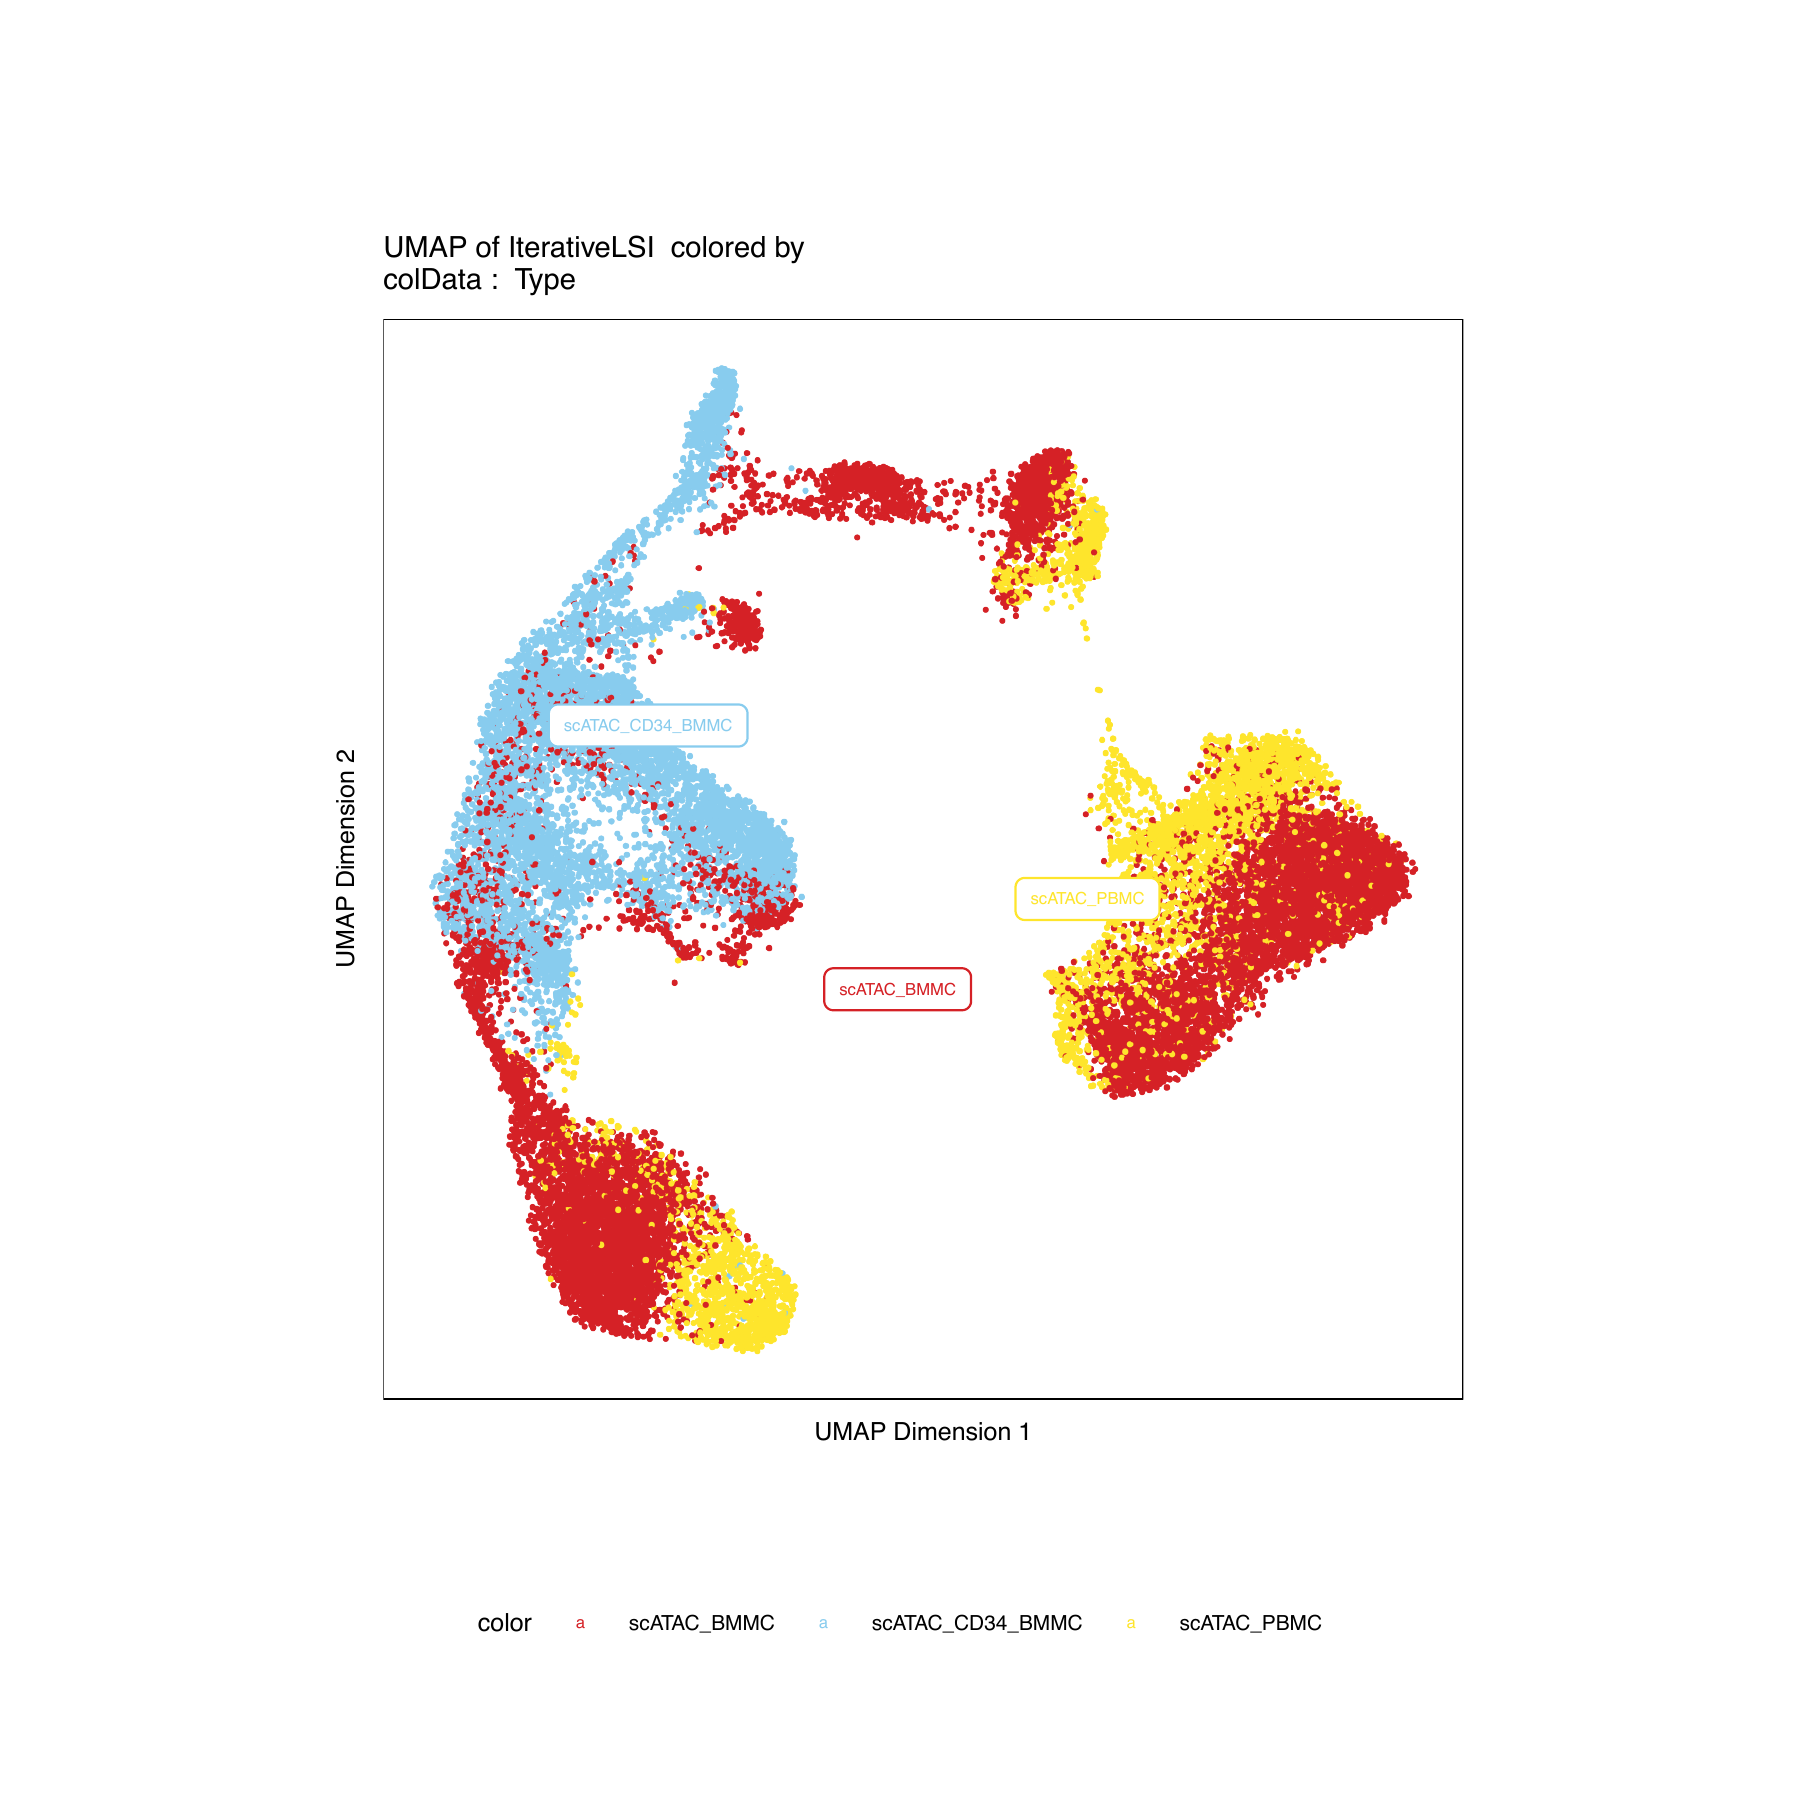 UMAP of IterativeLSI  colored by
colData :  Type
UMAP Dimension 2
scATAC_CD34_BMMC
scATAC_PBMC
scATAC_BMMC
UMAP Dimension 1
color a scATAC_BMMC a scATAC_CD34_BMMC a scATAC_PBMC